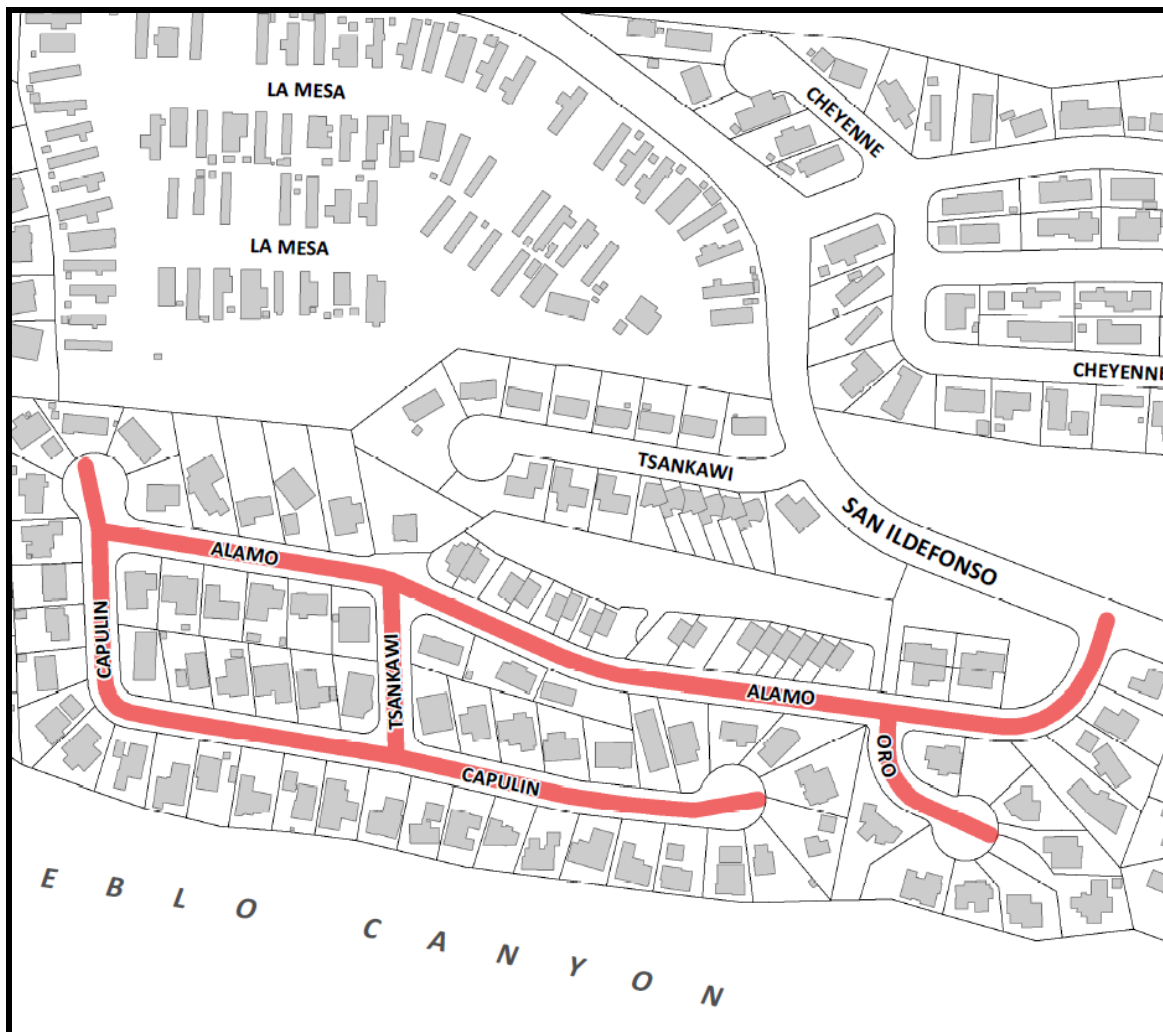 LA MESA
CHEYENNE
LA MESA
CHEYENNE
TSANKAWI
SAN ILDEFONSO
ALAMO
CAPULIN
TSANKAWI
ALAMO
ORO
CAPULIN
E B L O C A N Y O N